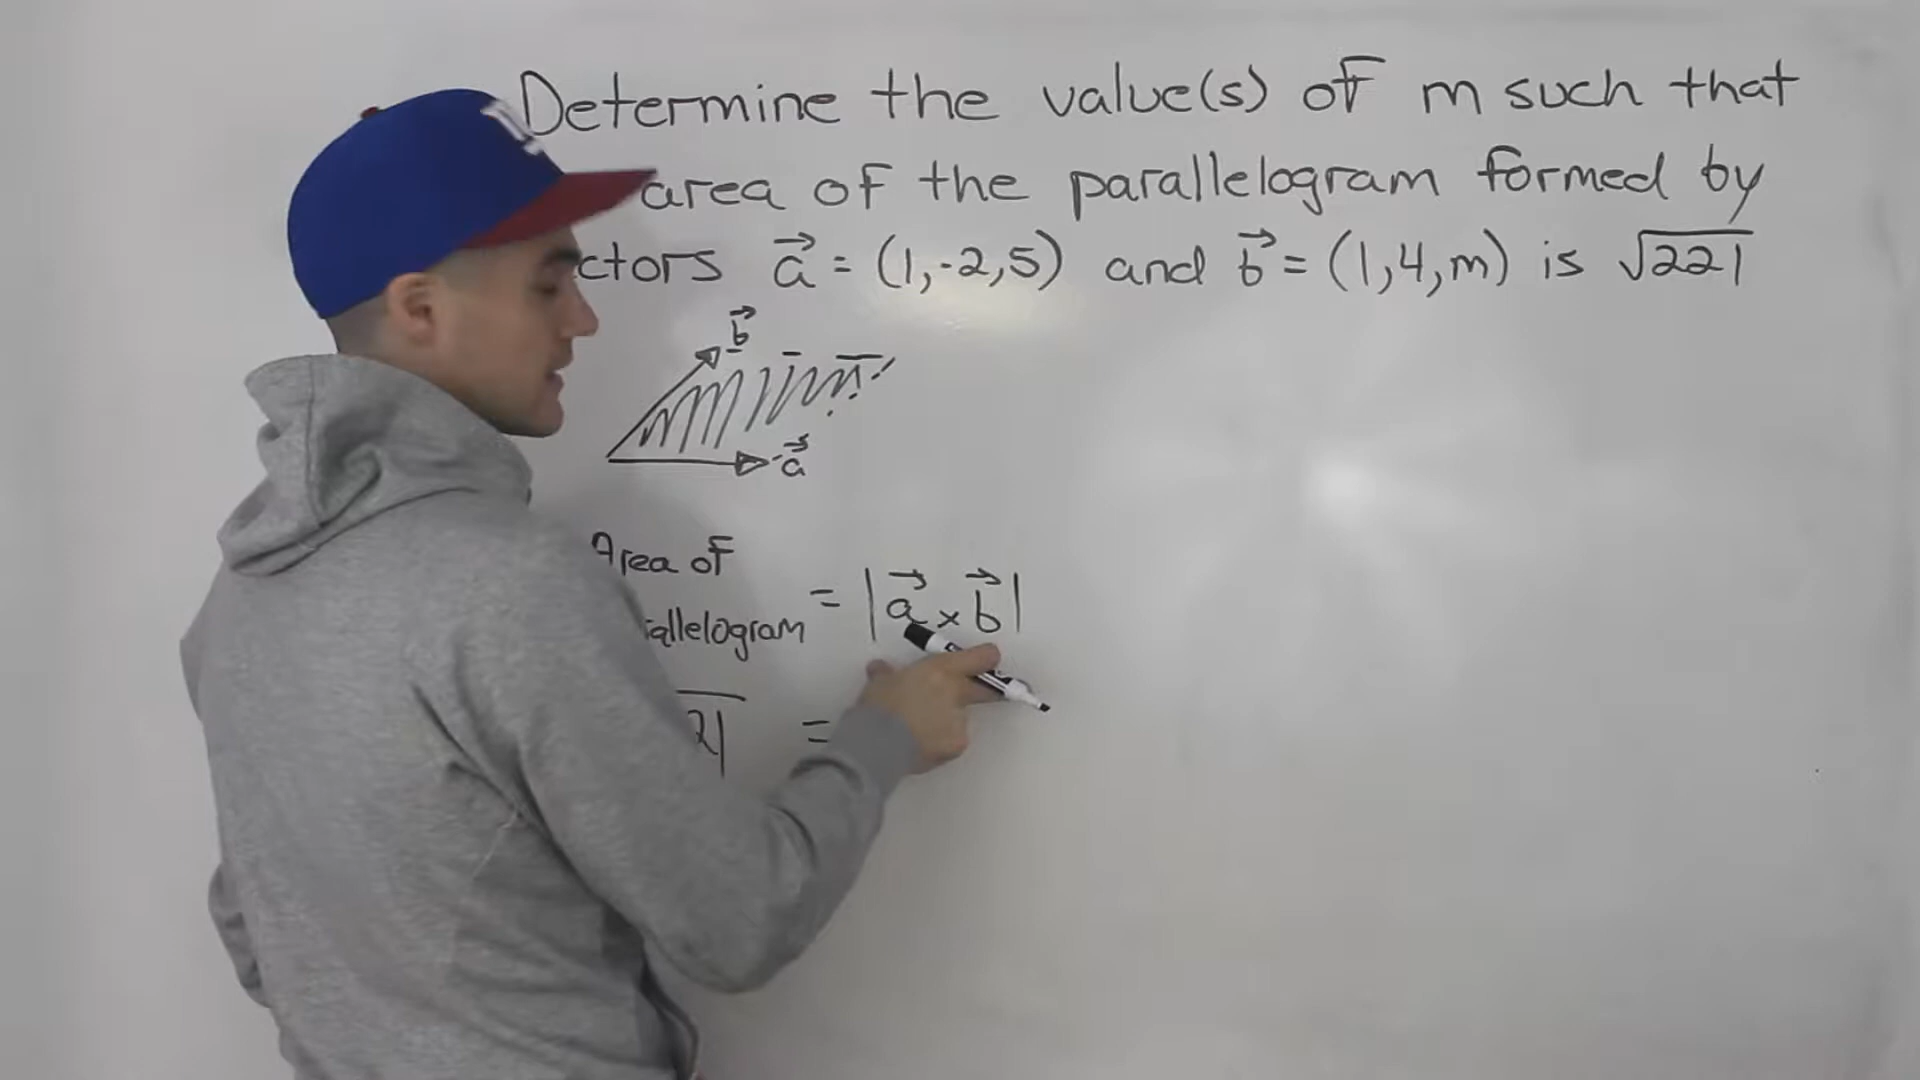 Determine the value(s) of m such that
area of the parallelogram formed by
ctors a⃗ = (1,-2,5) and b⃗ = (1,4,m) is √221
b⃗
a⃗
Area of
allelogram = |a⃗ × b⃗|
21 =